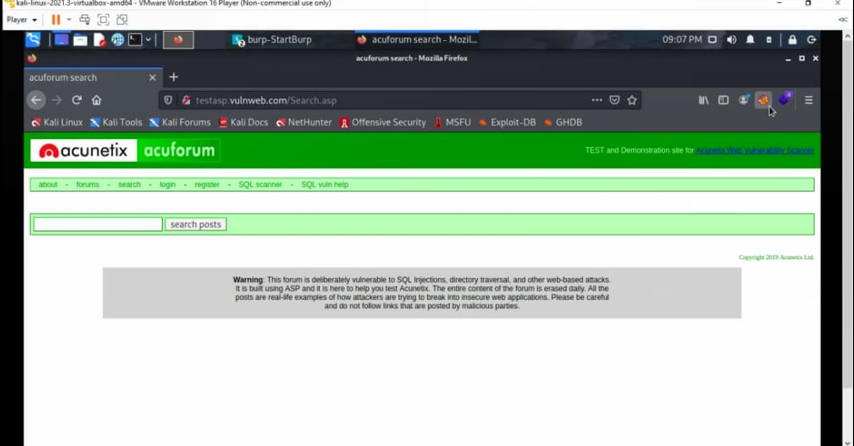 kali-linux-2021.3-virtualbox-amd64 - VMware Workstation 16 Player (Non-commercial use only)
Player
burp-StartBurp
acuforum search - Mozil...
09:07 PM
acuforum search - Mozilla Firefox
acuforum search
testasp.vulnweb.com/Search.asp
Kali Linux
Kali Tools
Kali Forums
Kali Docs
NetHunter
Offensive Security
MSFU
Exploit-DB
GHDB
acunetix acuforum
TEST and Demonstration site for Acunetix Web Vulnerability Scanner
about - forums - search - login - register - SQL scanner - SQL vuln help
search posts
Copyright 2019 Acunetix Ltd.
Warning: This forum is deliberately vulnerable to SQL Injections, directory traversal, and other web-based attacks.
It is built using ASP and it is here to help you test Acunetix. The entire content of the forum is erased daily. All the
posts are real-life examples of how attackers are trying to break into insecure web applications. Please be careful
and do not follow links that are posted by malicious parties.